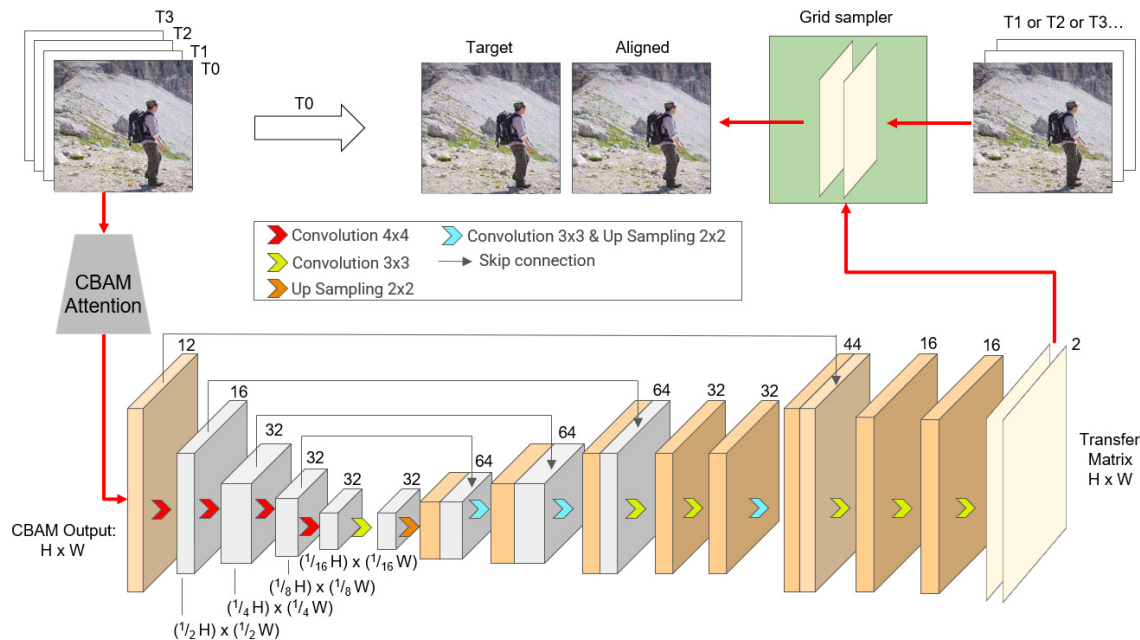 T3
T2
T1
T0
T0
Target
Aligned
Grid sampler
T1 or T2 or T3…
CBAM
Attention
Convolution 4x4
Convolution 3x3
Up Sampling 2x2
Convolution 3x3 & Up Sampling 2x2
Skip connection
12
16
32
32
32
32
64
64
64
32
32
44
16
16
2
CBAM Output:
H x W
(1/2 H) x (1/2 W)
(1/4 H) x (1/4 W)
(1/8 H) x (1/8 W)
(1/16 H) x (1/16 W)
Transfer
Matrix
H x W